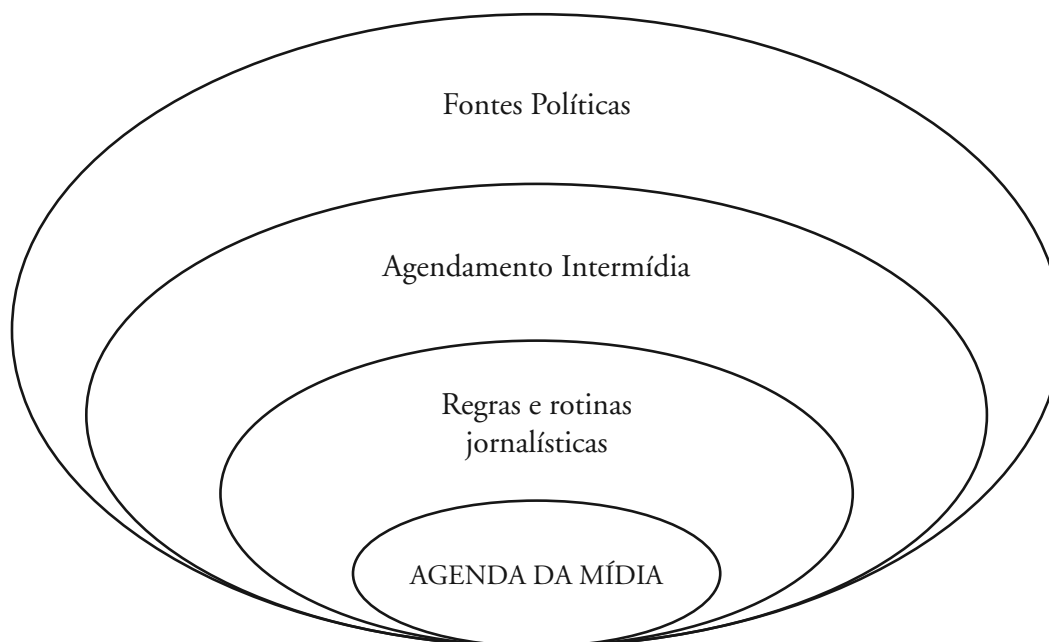 Fontes Políticas
Agendamento Intermídia
Regras e rotinas
jornalísticas
AGENDA DA MÍDIA